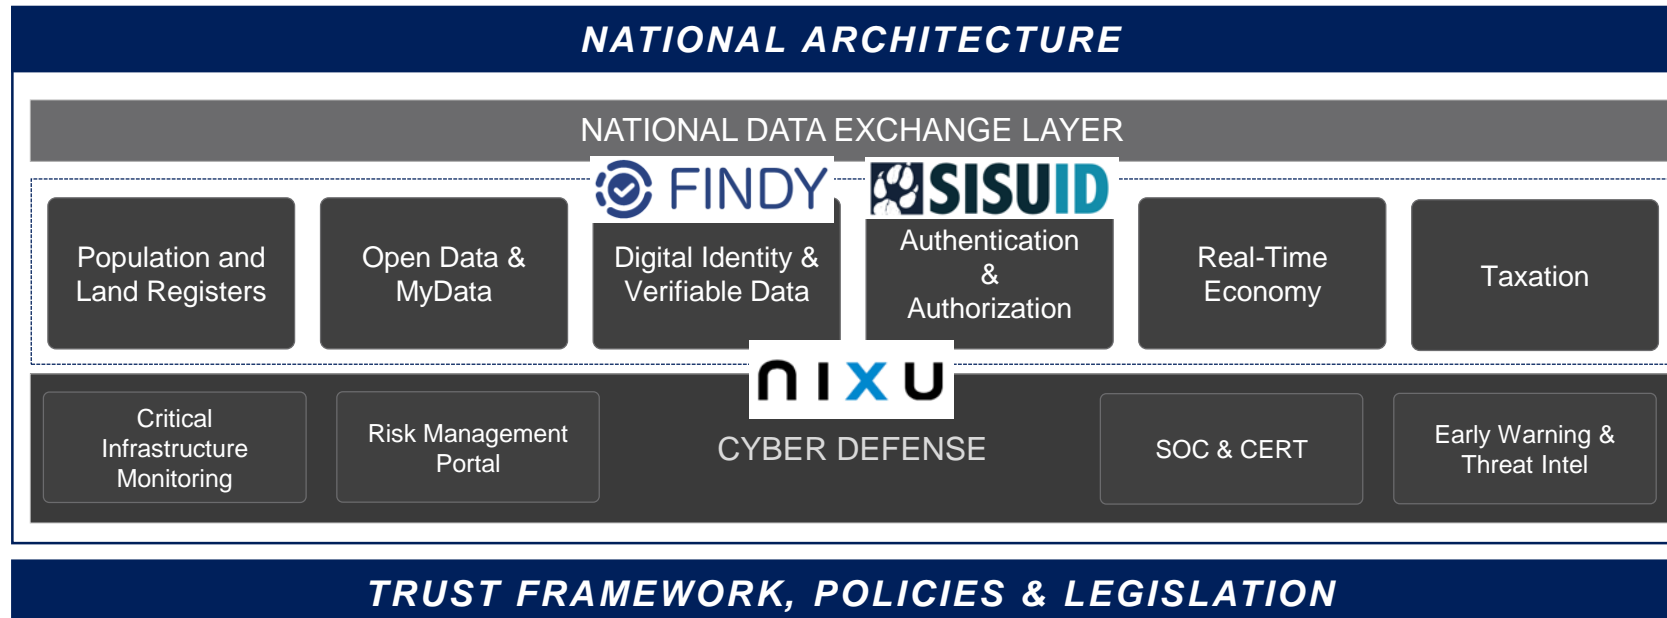 NATIONAL ARCHITECTURE
NATIONAL DATA EXCHANGE LAYER
FINDY
SISUID
Population and
Land Registers
Open Data &
MyData
Digital Identity &
Verifiable Data
Authentication
&
Authorization
Real-Time
Economy
Taxation
NIXU
CYBER DEFENSE
Critical
Infrastructure
Monitoring
Risk Management
Portal
SOC & CERT
Early Warning &
Threat Intel
TRUST FRAMEWORK, POLICIES & LEGISLATION